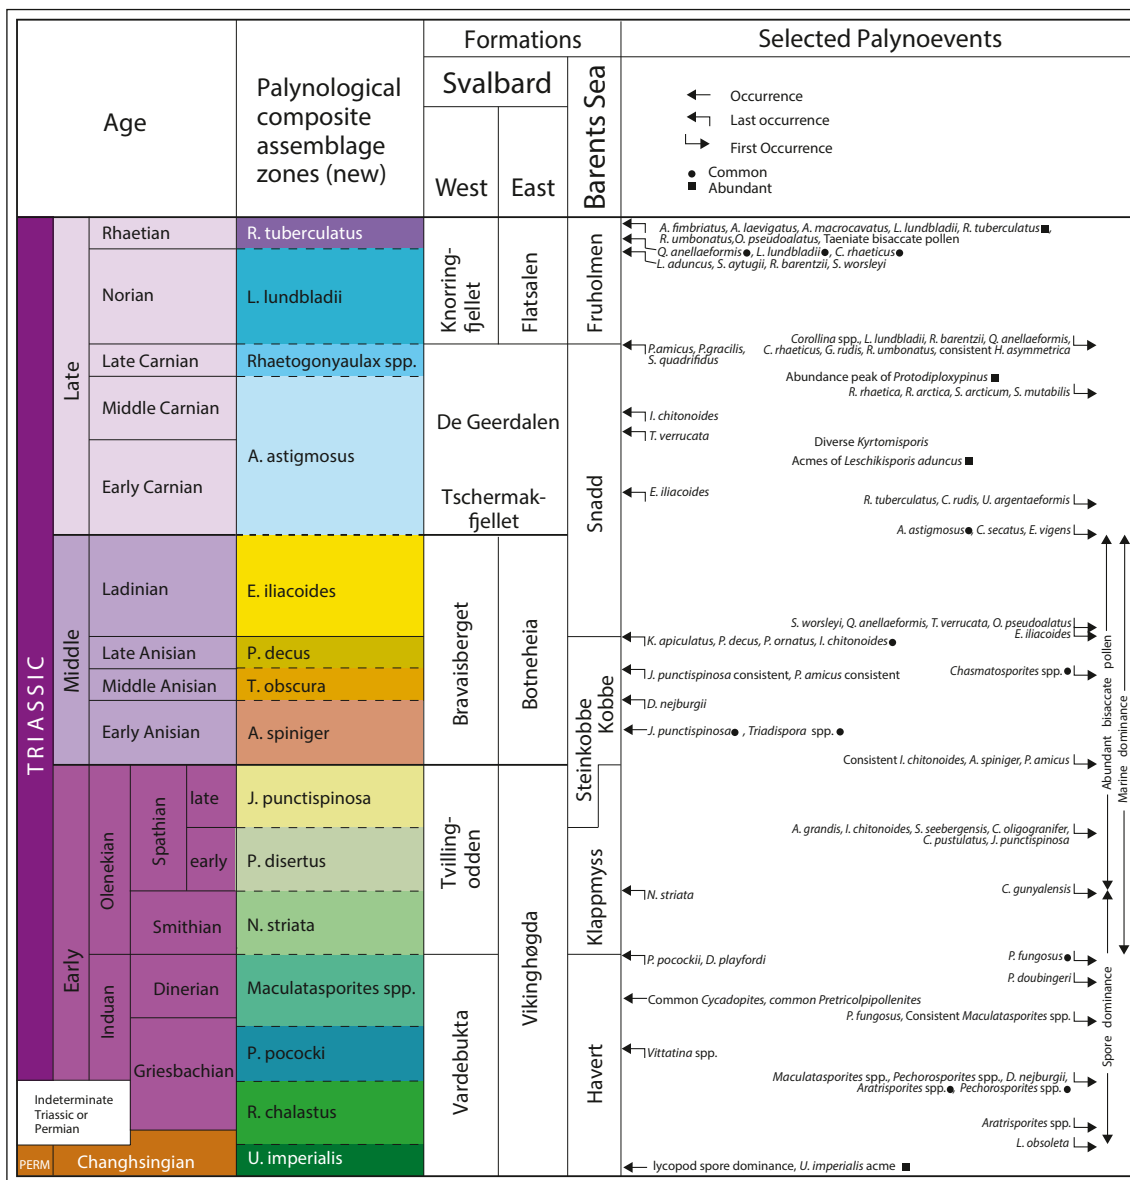 Age
Palynological
composite
assemblage
zones (new)
Formations
Svalbard
West
East
Barents Sea
Selected Palynoevents
Occurrence
Last occurrence
First Occurrence
Common
Abundant
TRIASSIC
Late
Middle
Early
Rhaetian
Norian
Late Carnian
Middle Carnian
Early Carnian
Ladinian
Late Anisian
Middle Anisian
Early Anisian
Olenekian
Spathian
late
early
Smithian
Induan
Dinerian
Griesbachian
Indeterminate
Triassic or
Permian
PERM
Changhsingian
R. tuberculatus
L. lundbladii
Rhaetogonyaulax spp.
A. astigmosus
E. iliacoides
P. decus
T. obscura
A. spiniger
J. punctispinosa
P. disertus
N. striata
Maculatasporites spp.
P. pococki
R. chalastus
U. imperialis
Knorring-
fjellet
Flatsalen
Fruholmen
De Geerdalen
Tschermak-
fjellet
Snadd
Bravaisberget
Botneheia
Steinkobbe
Kobbe
Tvilling-
odden
Vikinghøgda
Klappmyss
Vardebukta
Havert
A. fimbriatus, A. laevigatus, A. macrocavatus, L. lundbladii, R. tuberculatus ,
R. umbonatus,O. pseudoalatus, Taeniate bisaccate pollen
Q. anellaeformis , L. lundbladii , C. rhaeticus
L. aduncus, S. aytugii, R. barentzii, S. worsleyi
P.amicus, P.gracilis,
S. quadrifidus
Corollina spp., L. lundbladii, R. barentzii, Q. anellaeformis,
C. rhaeticus, G. rudis, R. umbonatus, consistent H. asymmetrica
Abundance peak of Protodiploxypinus
R. rhaetica, R. arctica, S. arcticum, S. mutabilis
I. chitonoides
T. verrucata
Diverse Kyrtomisporis
Acmes of Leschikisporis aduncus
E. iliacoides
R. tuberculatus, C. rudis, U. argentaeformis
A. astigmosus , C. secatus, E. vigens
S. worsleyi, Q. anellaeformis, T. verrucata, O. pseudoalatus
E. iliacoides
K. apiculatus, P. decus, P. ornatus, I. chitonoides
J. punctispinosa consistent, P. amicus consistent
Chasmatosporites spp.
D. nejburgii
J. punctispinosa , Triadispora spp.
Consistent I. chitonoides, A. spiniger, P. amicus
A. grandis, I. chitonoides, S. seebergensis, C. oligogranifer,
C. pustulatus, J. punctispinosa
N. striata
C. gunyalensis
P. pocockii, D. playfordi
P. fungosus
P. doubingeri
Common Cycadopites, common Pretricolpipollenites
P. fungosus, Consistent Maculatasporites spp.
Vittatina spp.
Maculatasporites spp., Pechorosporites spp., D. nejburgii,
Aratrisporites spp. , Pechorosporites spp.
Aratrisporites spp.
L. obsoleta
lycopod spore dominance, U. imperialis acme
Abundant bisaccate pollen
Marine dominance
Spore dominance